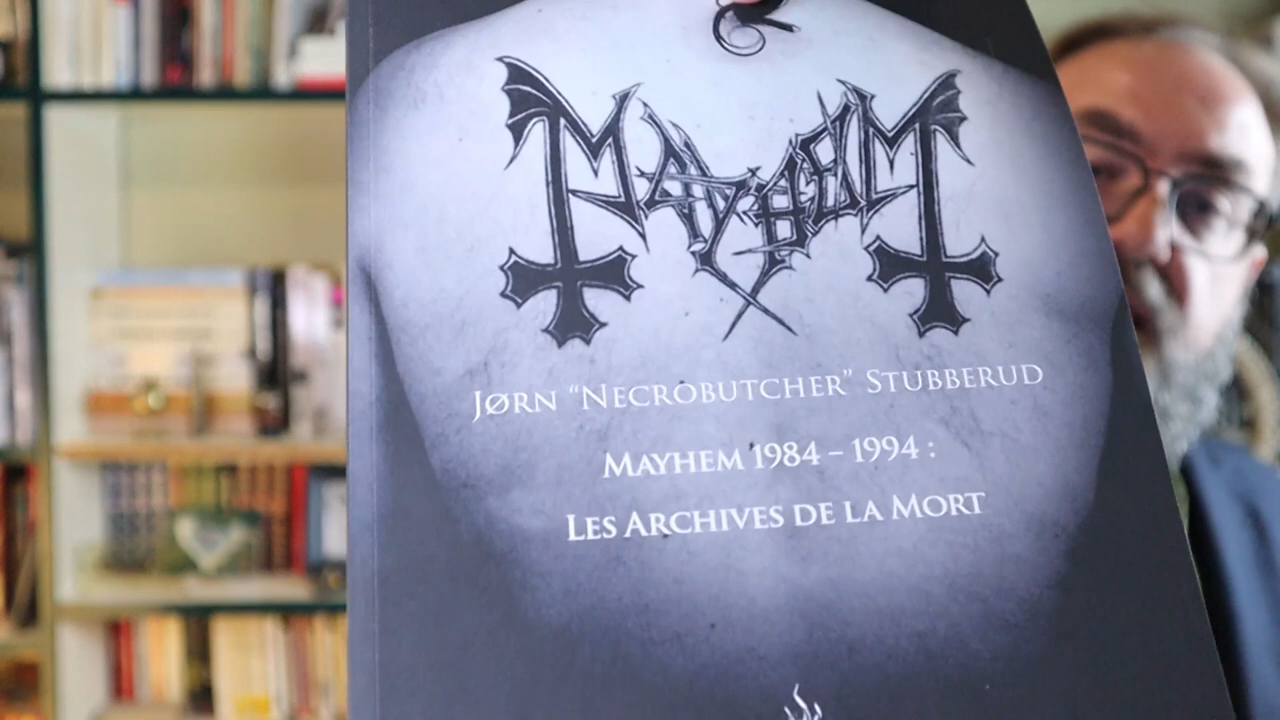 MAYHEM
JØRN “NECROBUTCHER” STUBBERUD
MAYHEM 1984 – 1994 :
LES ARCHIVES DE LA MORT